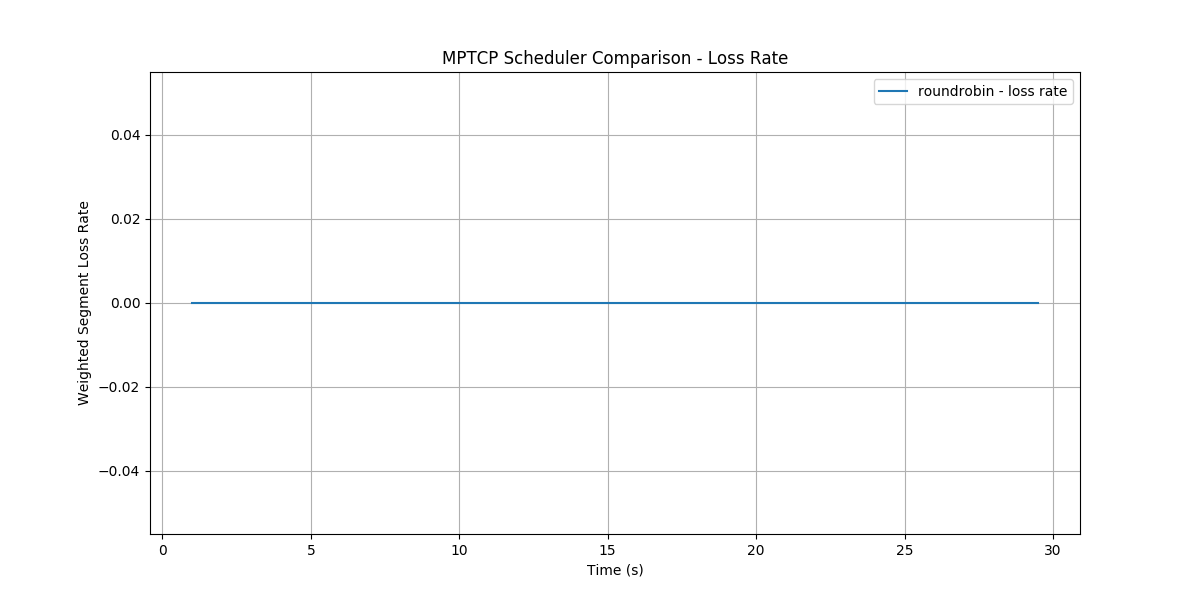 MPTCP Scheduler Comparison - Loss Rate
roundrobin - loss rate
Weighted Segment Loss Rate
0.04
0.02
0.00
−0.02
−0.04
0 5 10 15 20 25 30
Time (s)